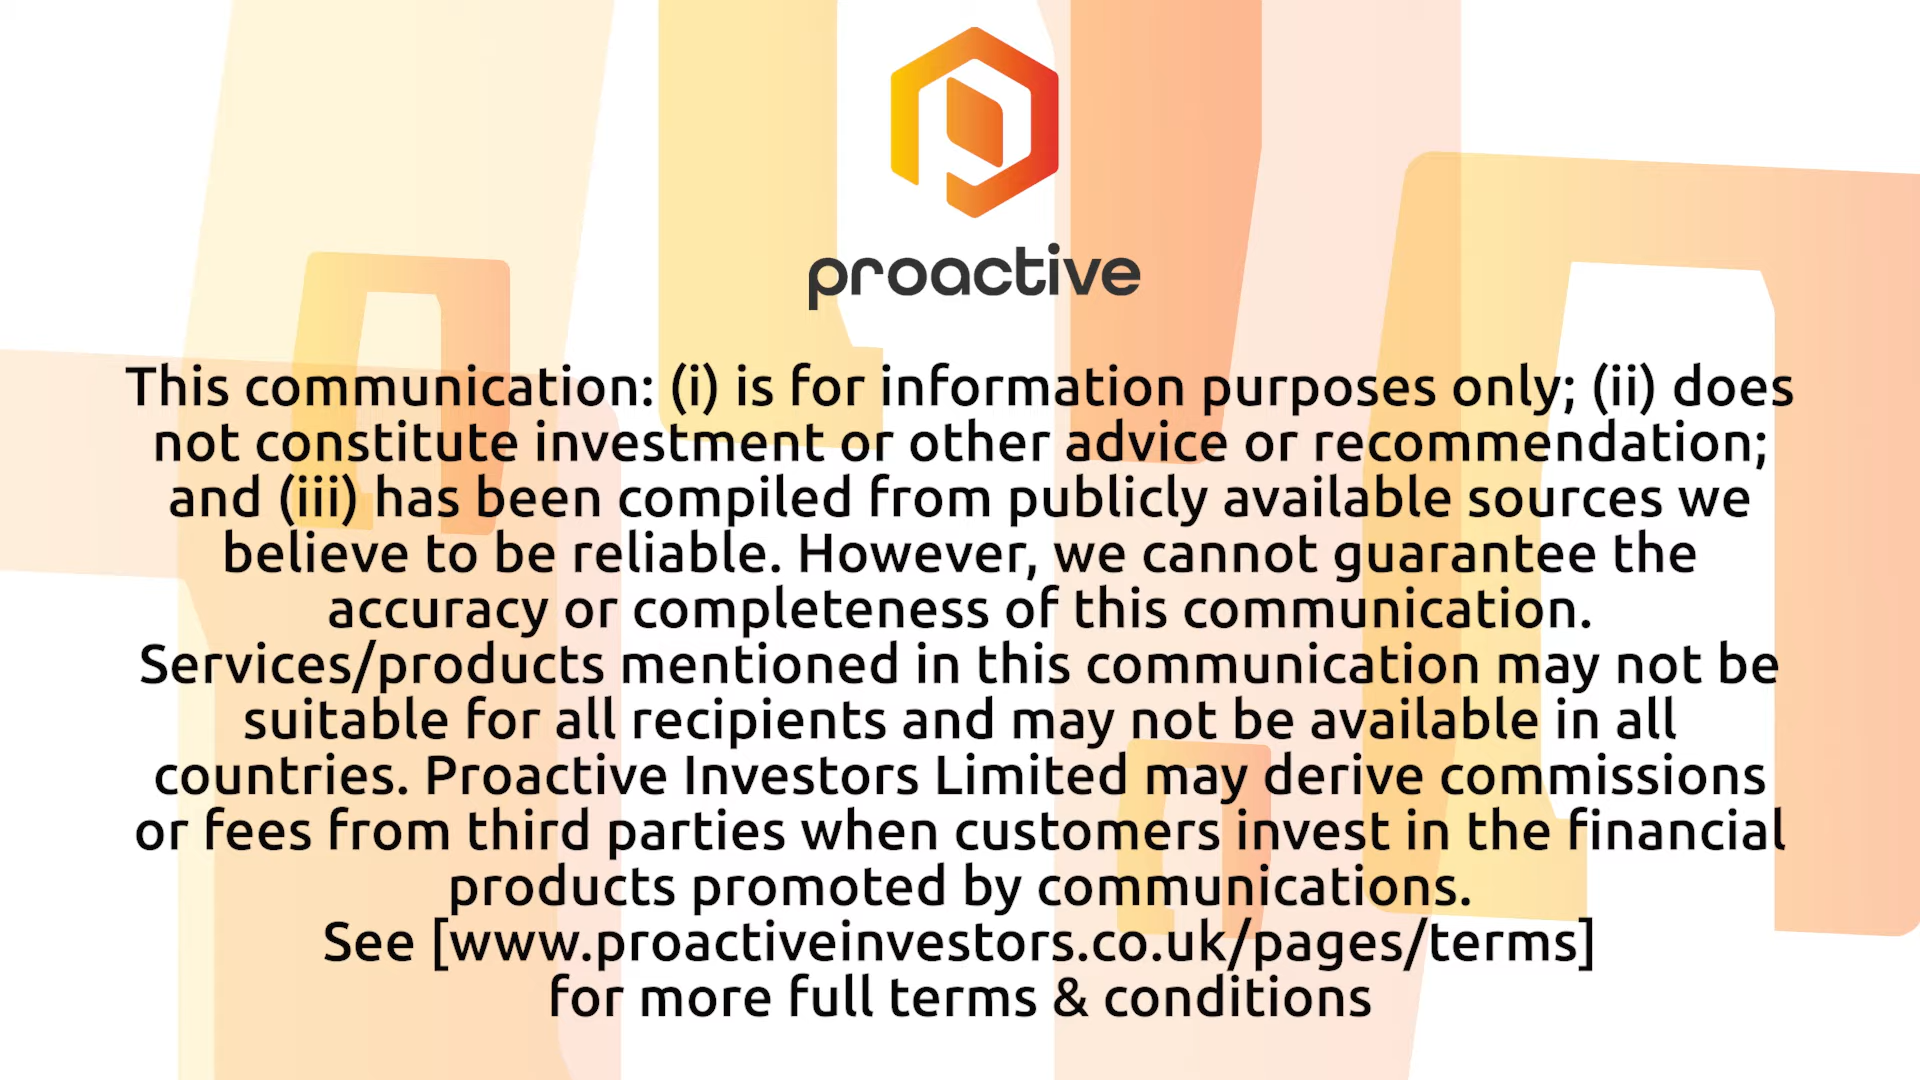 proactive
This communication: (i) is for information purposes only; (ii) does
not constitute investment or other advice or recommendation;
and (iii) has been compiled from publicly available sources we
believe to be reliable. However, we cannot guarantee the
accuracy or completeness of this communication.
Services/products mentioned in this communication may not be
suitable for all recipients and may not be available in all
countries. Proactive Investors Limited may derive commissions
or fees from third parties when customers invest in the financial
products promoted by communications.
See [www.proactiveinvestors.co.uk/pages/terms]
for more full terms & conditions